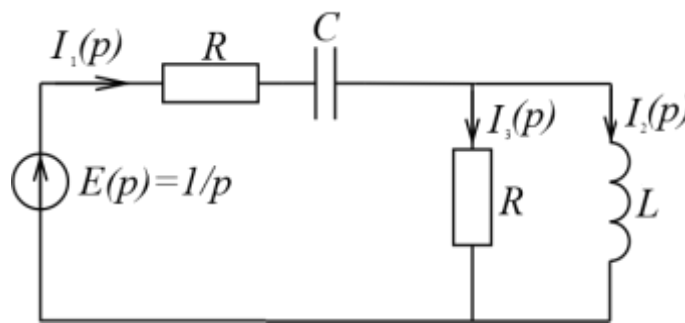 I₁(p) R C
I₃(p) I₂(p)
E(p)=1/p R L